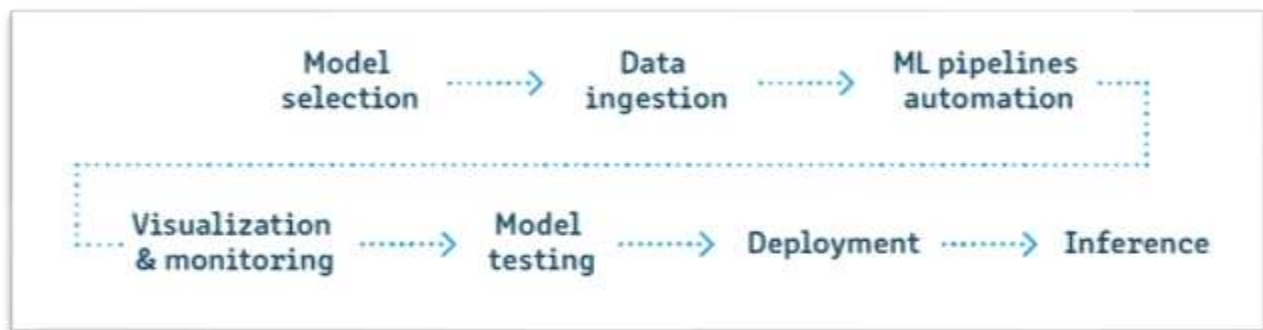 Model
selection
Data
ingestion
ML pipelines
automation
Visualization
& monitoring
Model
testing
Deployment
Inference